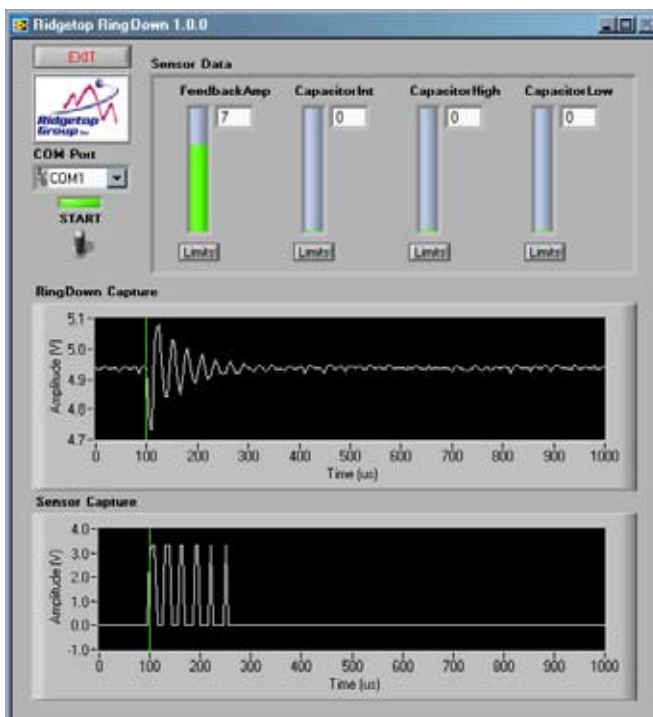 Ridgetop RingDown 1.0.0
EXIT
Ridgetop
Group Inc
COM Port
COM1
START
Sensor Data
FeedbackAmp CapacitorInt CapacitorHigh CapacitorLow
7 0 0 0
Limits Limits Limits Limits
RingDown Capture
Amplitude (V)
5.1
5.0
4.9
4.8
4.7
0 100 200 300 400 500 600 700 800 900 1000
Time (us)
Sensor Capture
Amplitude (V)
4.0
3.0
2.0
1.0
0.0
-1.0
0 100 200 300 400 500 600 700 800 900 1000
Time (us)